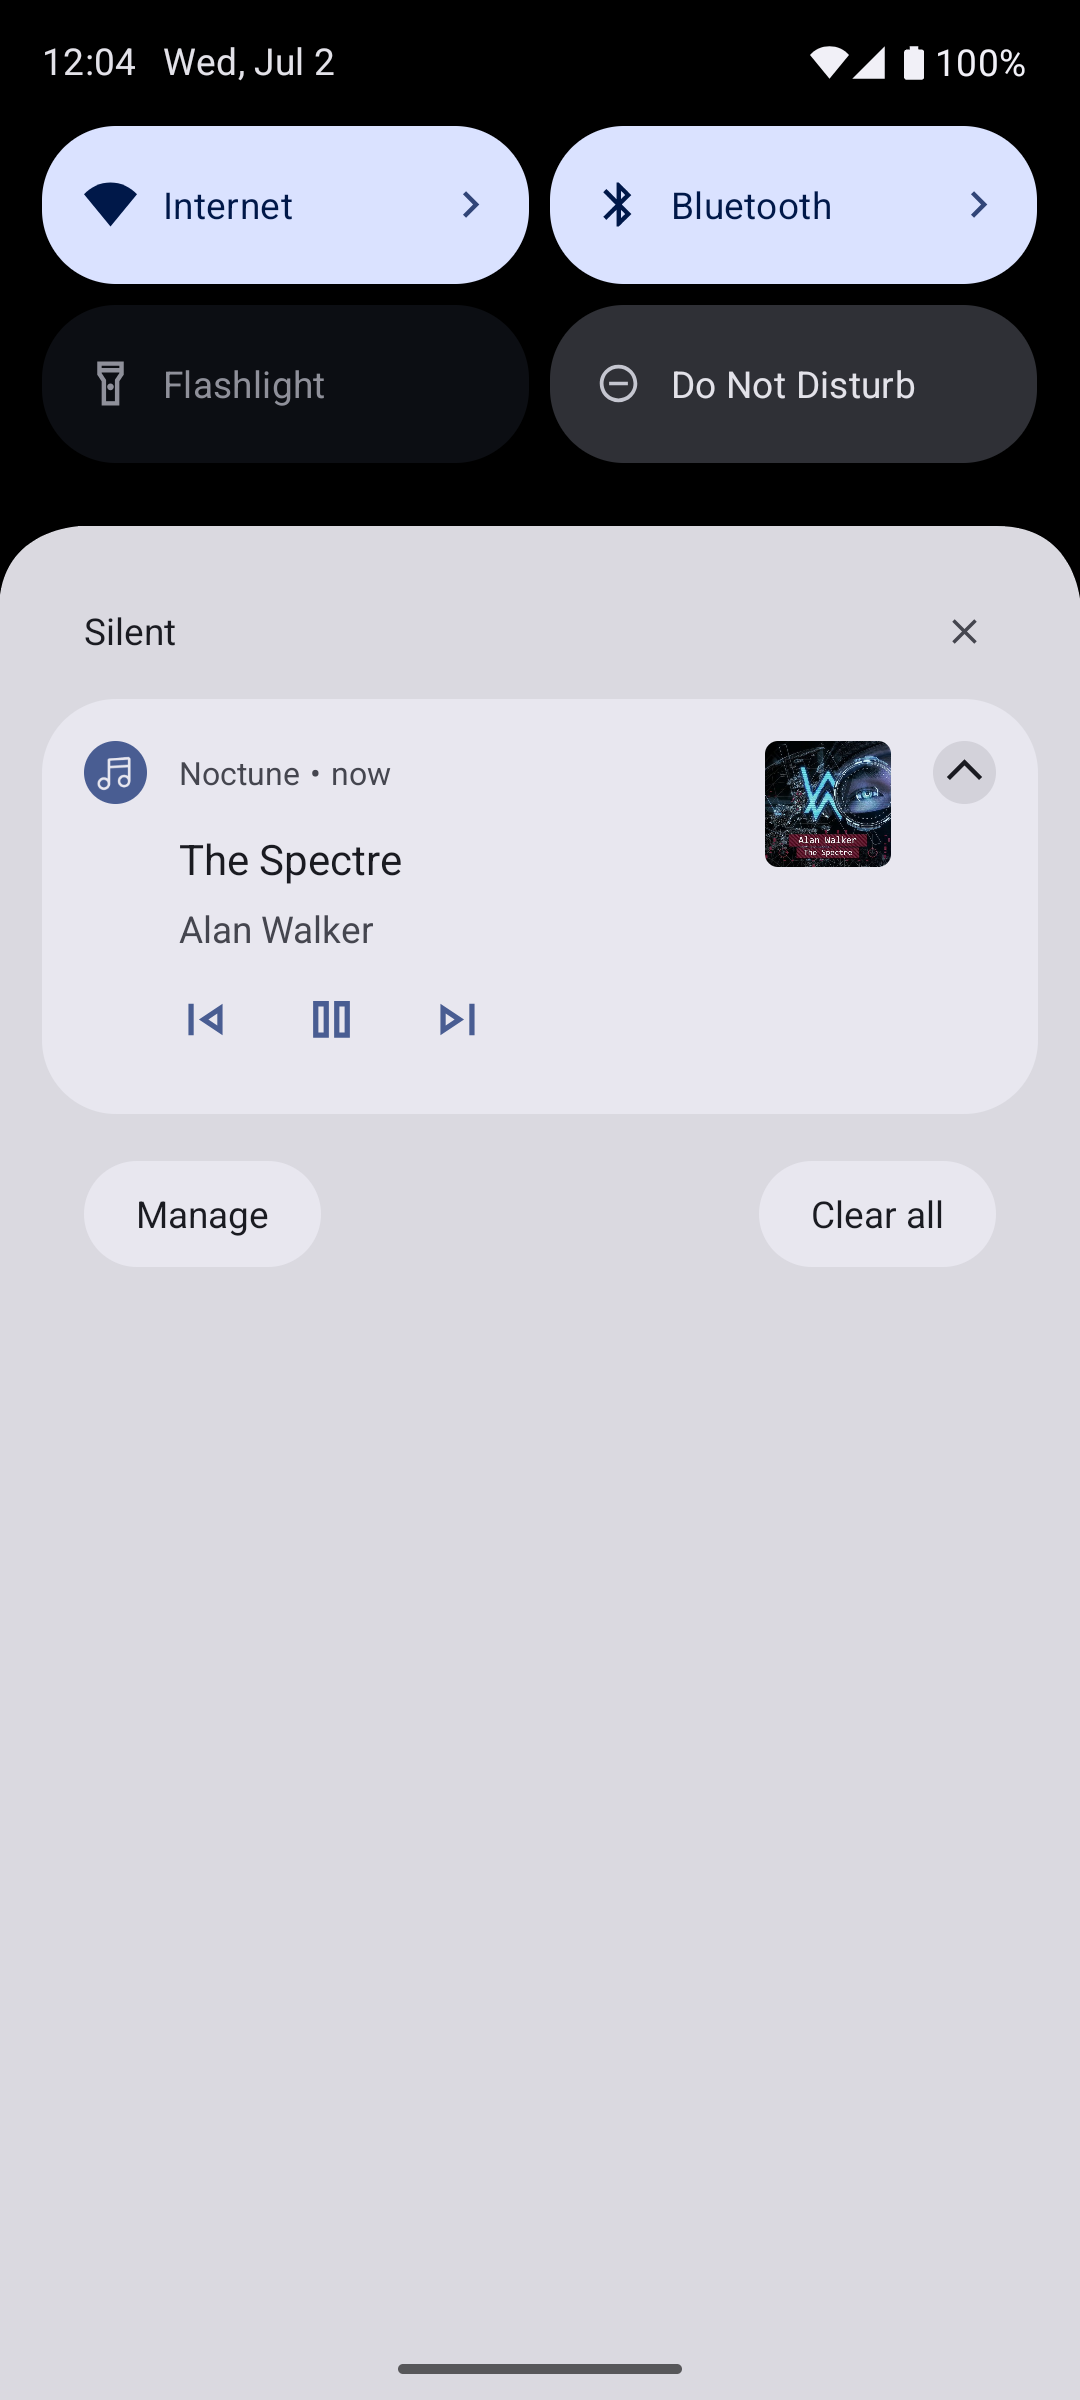 12:04 Wed, Jul 2 100%
Internet
Bluetooth
Flashlight
Do Not Disturb
Silent
Noctune • now
Alan Walker
The Spectre
The Spectre
Alan Walker
Manage
Clear all